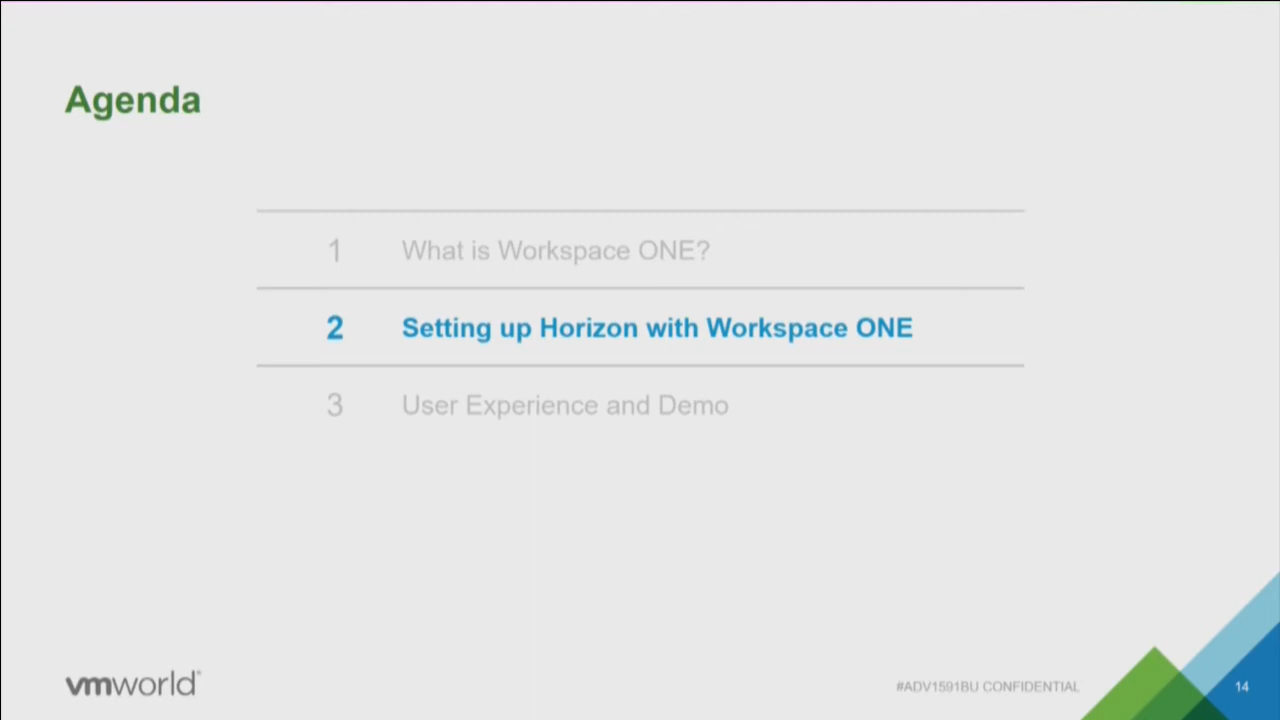 Agenda
1 What is Workspace ONE?
2 Setting up Horizon with Workspace ONE
3 User Experience and Demo
vmworld
#ADV1591BU CONFIDENTIAL
14